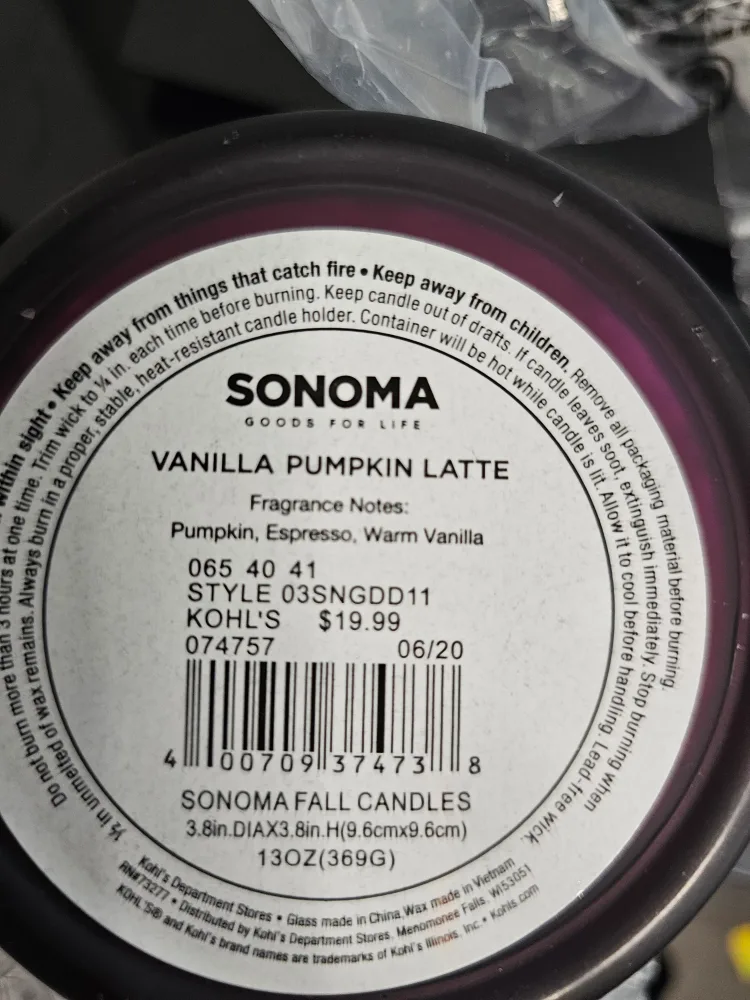 within sight • Keep away from things that catch fire • Keep away from children. Remove all packaging material before burning.
Trim wick to ¼ in. each time before burning. Keep candle out of drafts. If candle leaves soot, extinguish immediately. Stop burning when
½ in unmelted of wax remains. Always burn in a proper, stable, heat-resistant candle holder. Container will be hot while candle is lit. Allow it to cool before handling. Lead-free wick.
Do not burn more than 3 hours at one time.
SONOMA
GOODS FOR LIFE
VANILLA PUMPKIN LATTE
Fragrance Notes:
Pumpkin, Espresso, Warm Vanilla
065 40 41
STYLE 03SNGDD11
KOHL'S $19.99
074757 06/20
4 00709 37473 8
SONOMA FALL CANDLES
3.8in.DIAX3.8in.H(9.6cmx9.6cm)
13OZ(369G)
Kohl's Department Stores • Glass made in China,Wax made in Vietnam
RN#73277 • Distributed by Kohl's Department Stores, Menomonee Falls, WI53051
KOHL'S® and Kohl's brand names are trademarks of Kohl's Illinois, Inc. • Kohls.com